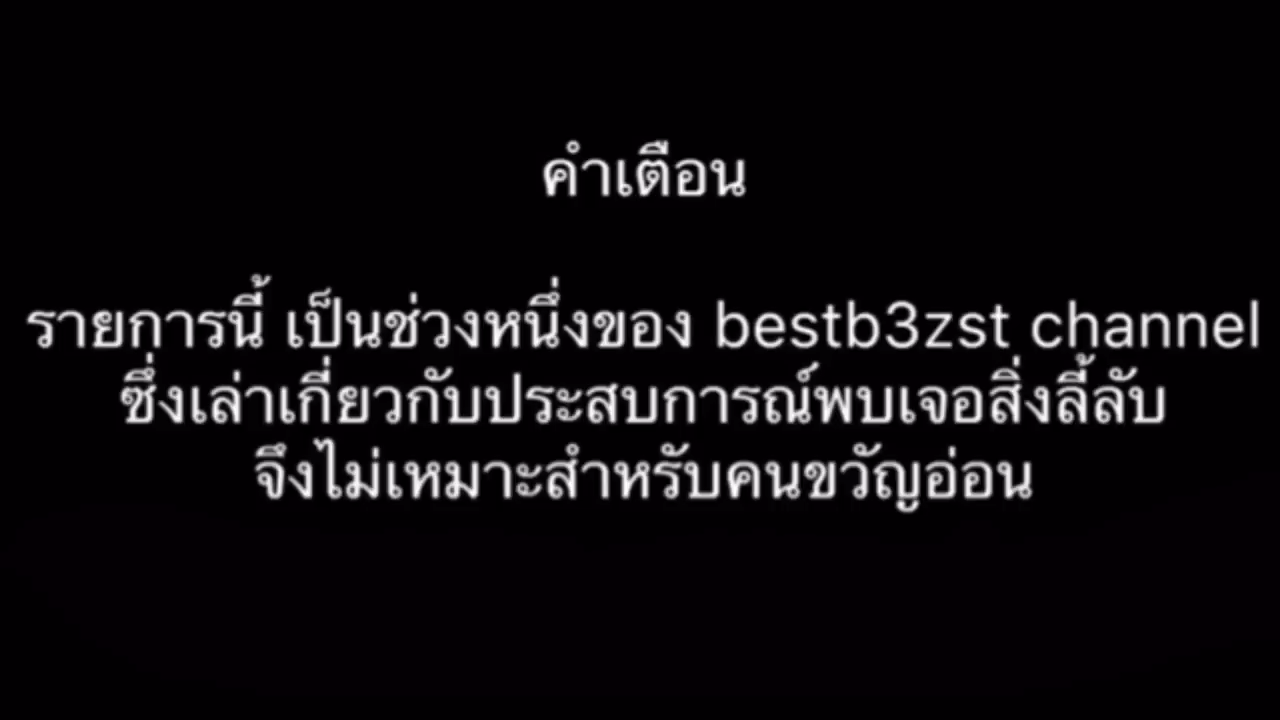 คำเตือน
รายการนี้ เป็นช่วงหนึ่งของ bestb3zst channel
ซึ่งเล่าเกี่ยวกับประสบการณ์พบเจอสิ่งลี้ลับ
จึงไม่เหมาะสำหรับคนขวัญอ่อน